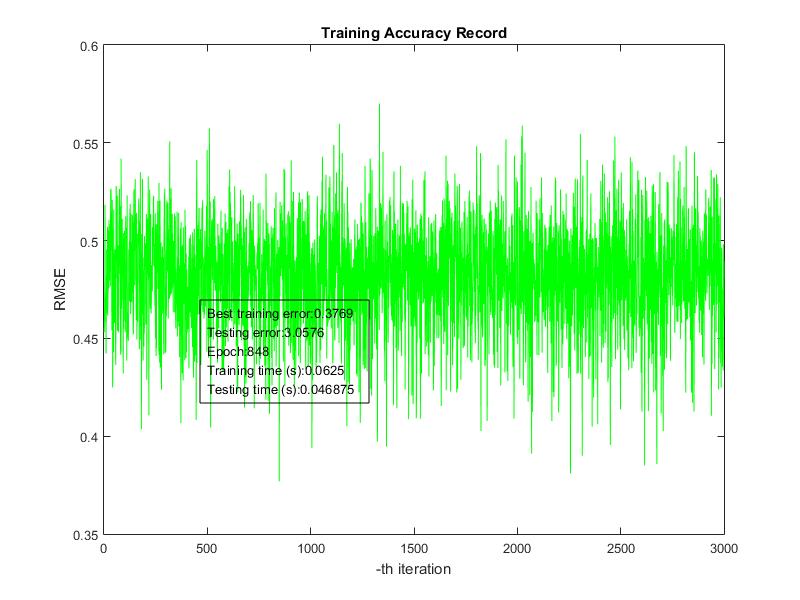 Training Accuracy Record
0.6
0.55
0.5
0.45
0.4
0.35
RMSE
Best training error:0.3769
Testing error:3.0576
Epoch:848
Training time (s):0.0625
Testing time (s):0.046875
0 500 1000 1500 2000 2500 3000
-th iteration